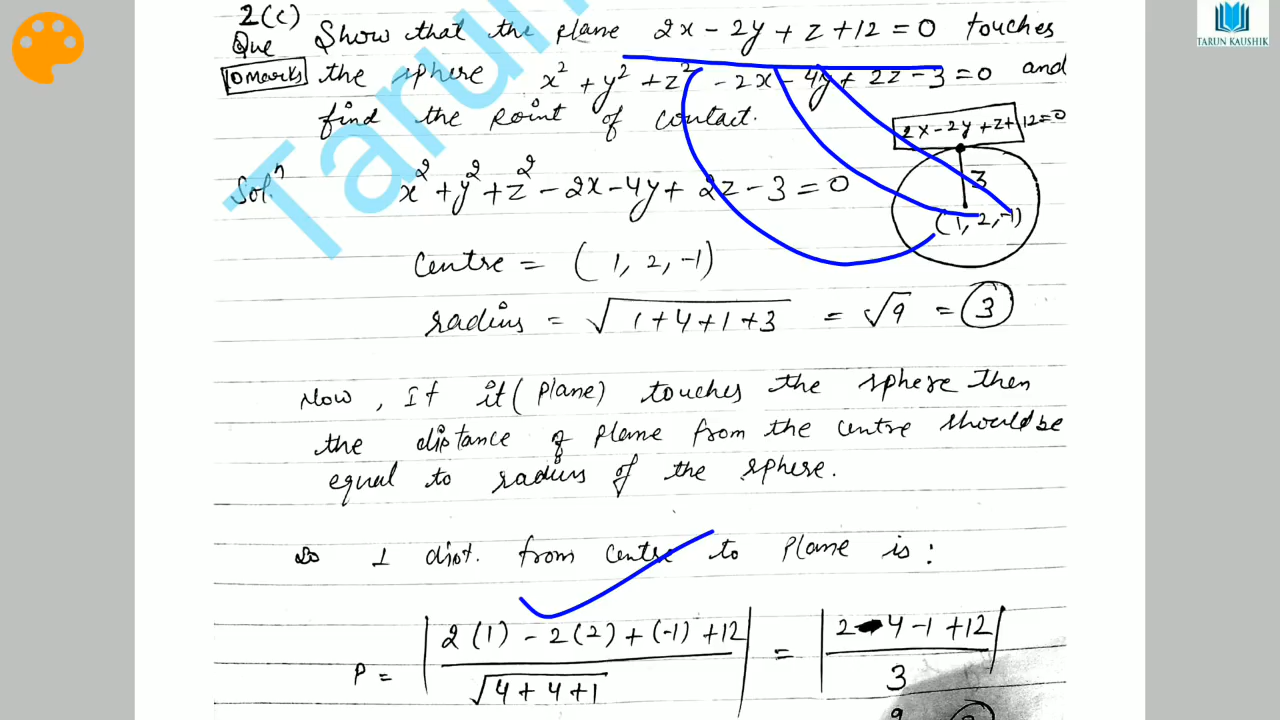 2(c)
Que Show that the plane 2x - 2y + z + 12 = 0 touches
10 marks the sphere x² + y² + z² - 2x - 4y + 2z - 3 = 0 and
find the point of contact.
2x - 2y + z + 12 = 0
3
(1, 2, -1)
Solⁿ x² + y² + z² - 2x - 4y + 2z - 3 = 0
Centre = (1, 2, -1)
radius = √1+4+1+3 = √9 = 3
Now, If it (Plane) touches the sphere then
the distance of plane from the centre should be
equal to radius of the sphere.
So ⊥ dist. from centre to plane is:
P = |2(1) - 2(2) + (-1) + 12 / √4+4+1| = |2 - 4 - 1 + 12 / 3|
9
TARUN KAUSHIK
Tarun